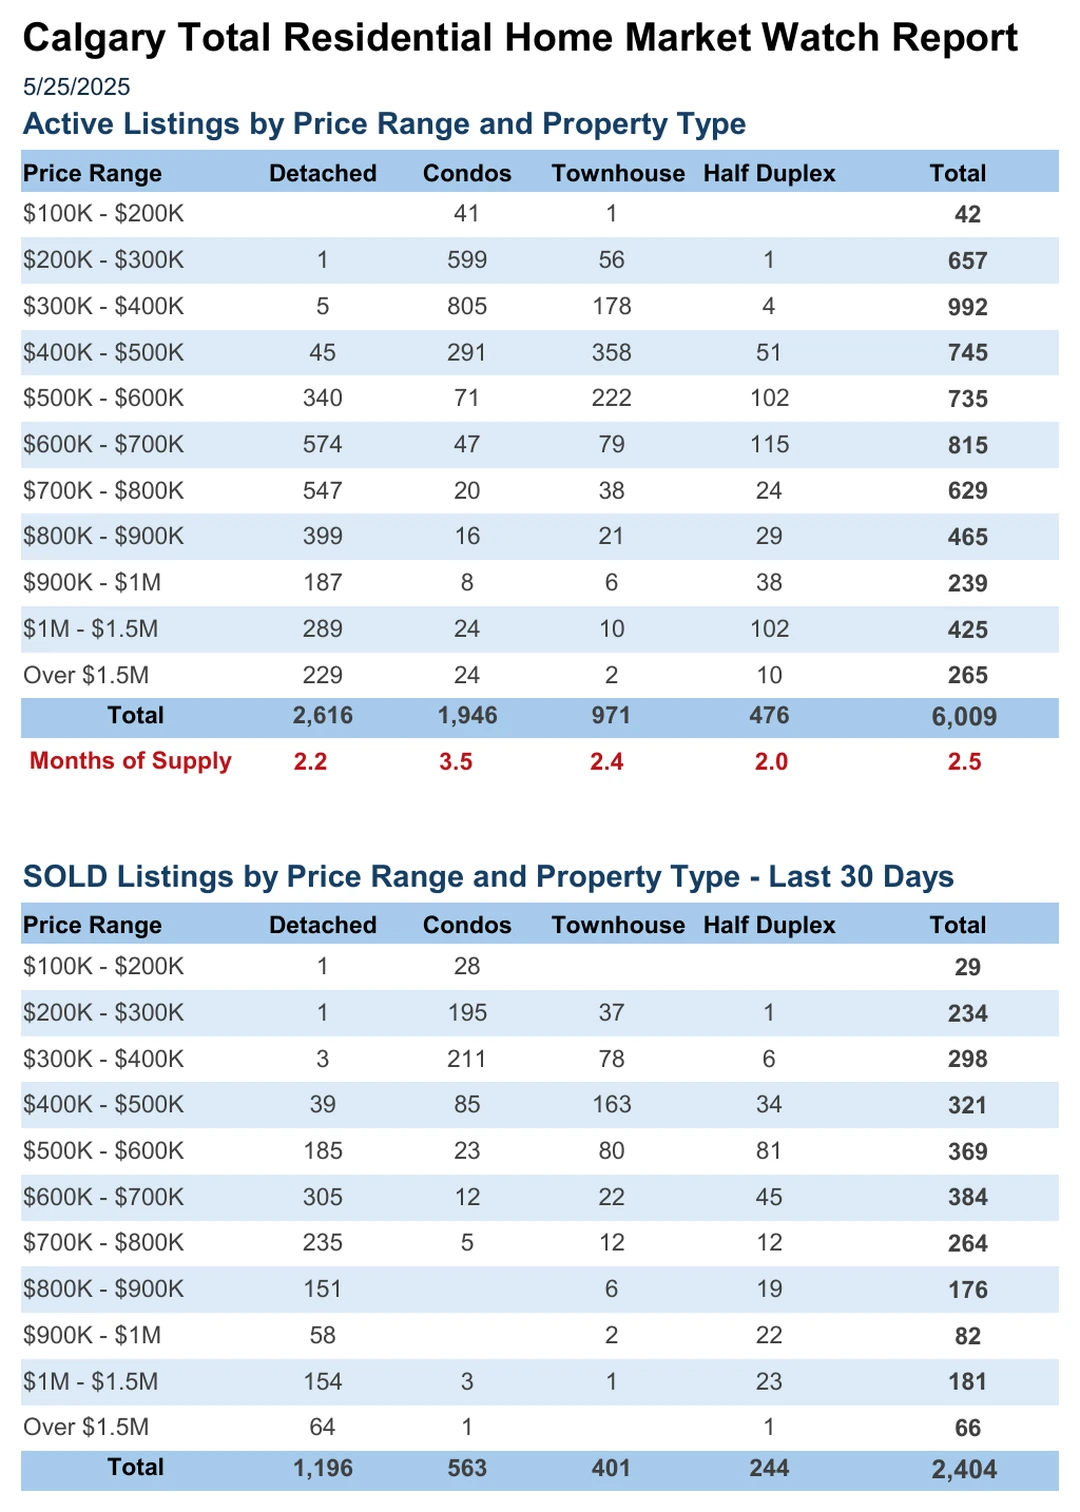 Calgary Total Residential Home Market Watch Report
5/25/2025
Active Listings by Price Range and Property Type
Price Range Detached Condos Townhouse Half Duplex Total
$100K - $200K 41 1 42
$200K - $300K 1 599 56 1 657
$300K - $400K 5 805 178 4 992
$400K - $500K 45 291 358 51 745
$500K - $600K 340 71 222 102 735
$600K - $700K 574 47 79 115 815
$700K - $800K 547 20 38 24 629
$800K - $900K 399 16 21 29 465
$900K - $1M 187 8 6 38 239
$1M - $1.5M 289 24 10 102 425
Over $1.5M 229 24 2 10 265
Total 2,616 1,946 971 476 6,009
Months of Supply 2.2 3.5 2.4 2.0 2.5
SOLD Listings by Price Range and Property Type - Last 30 Days
Price Range Detached Condos Townhouse Half Duplex Total
$100K - $200K 1 28 29
$200K - $300K 1 195 37 1 234
$300K - $400K 3 211 78 6 298
$400K - $500K 39 85 163 34 321
$500K - $600K 185 23 80 81 369
$600K - $700K 305 12 22 45 384
$700K - $800K 235 5 12 12 264
$800K - $900K 151 6 19 176
$900K - $1M 58 2 22 82
$1M - $1.5M 154 3 1 23 181
Over $1.5M 64 1 1 66
Total 1,196 563 401 244 2,404